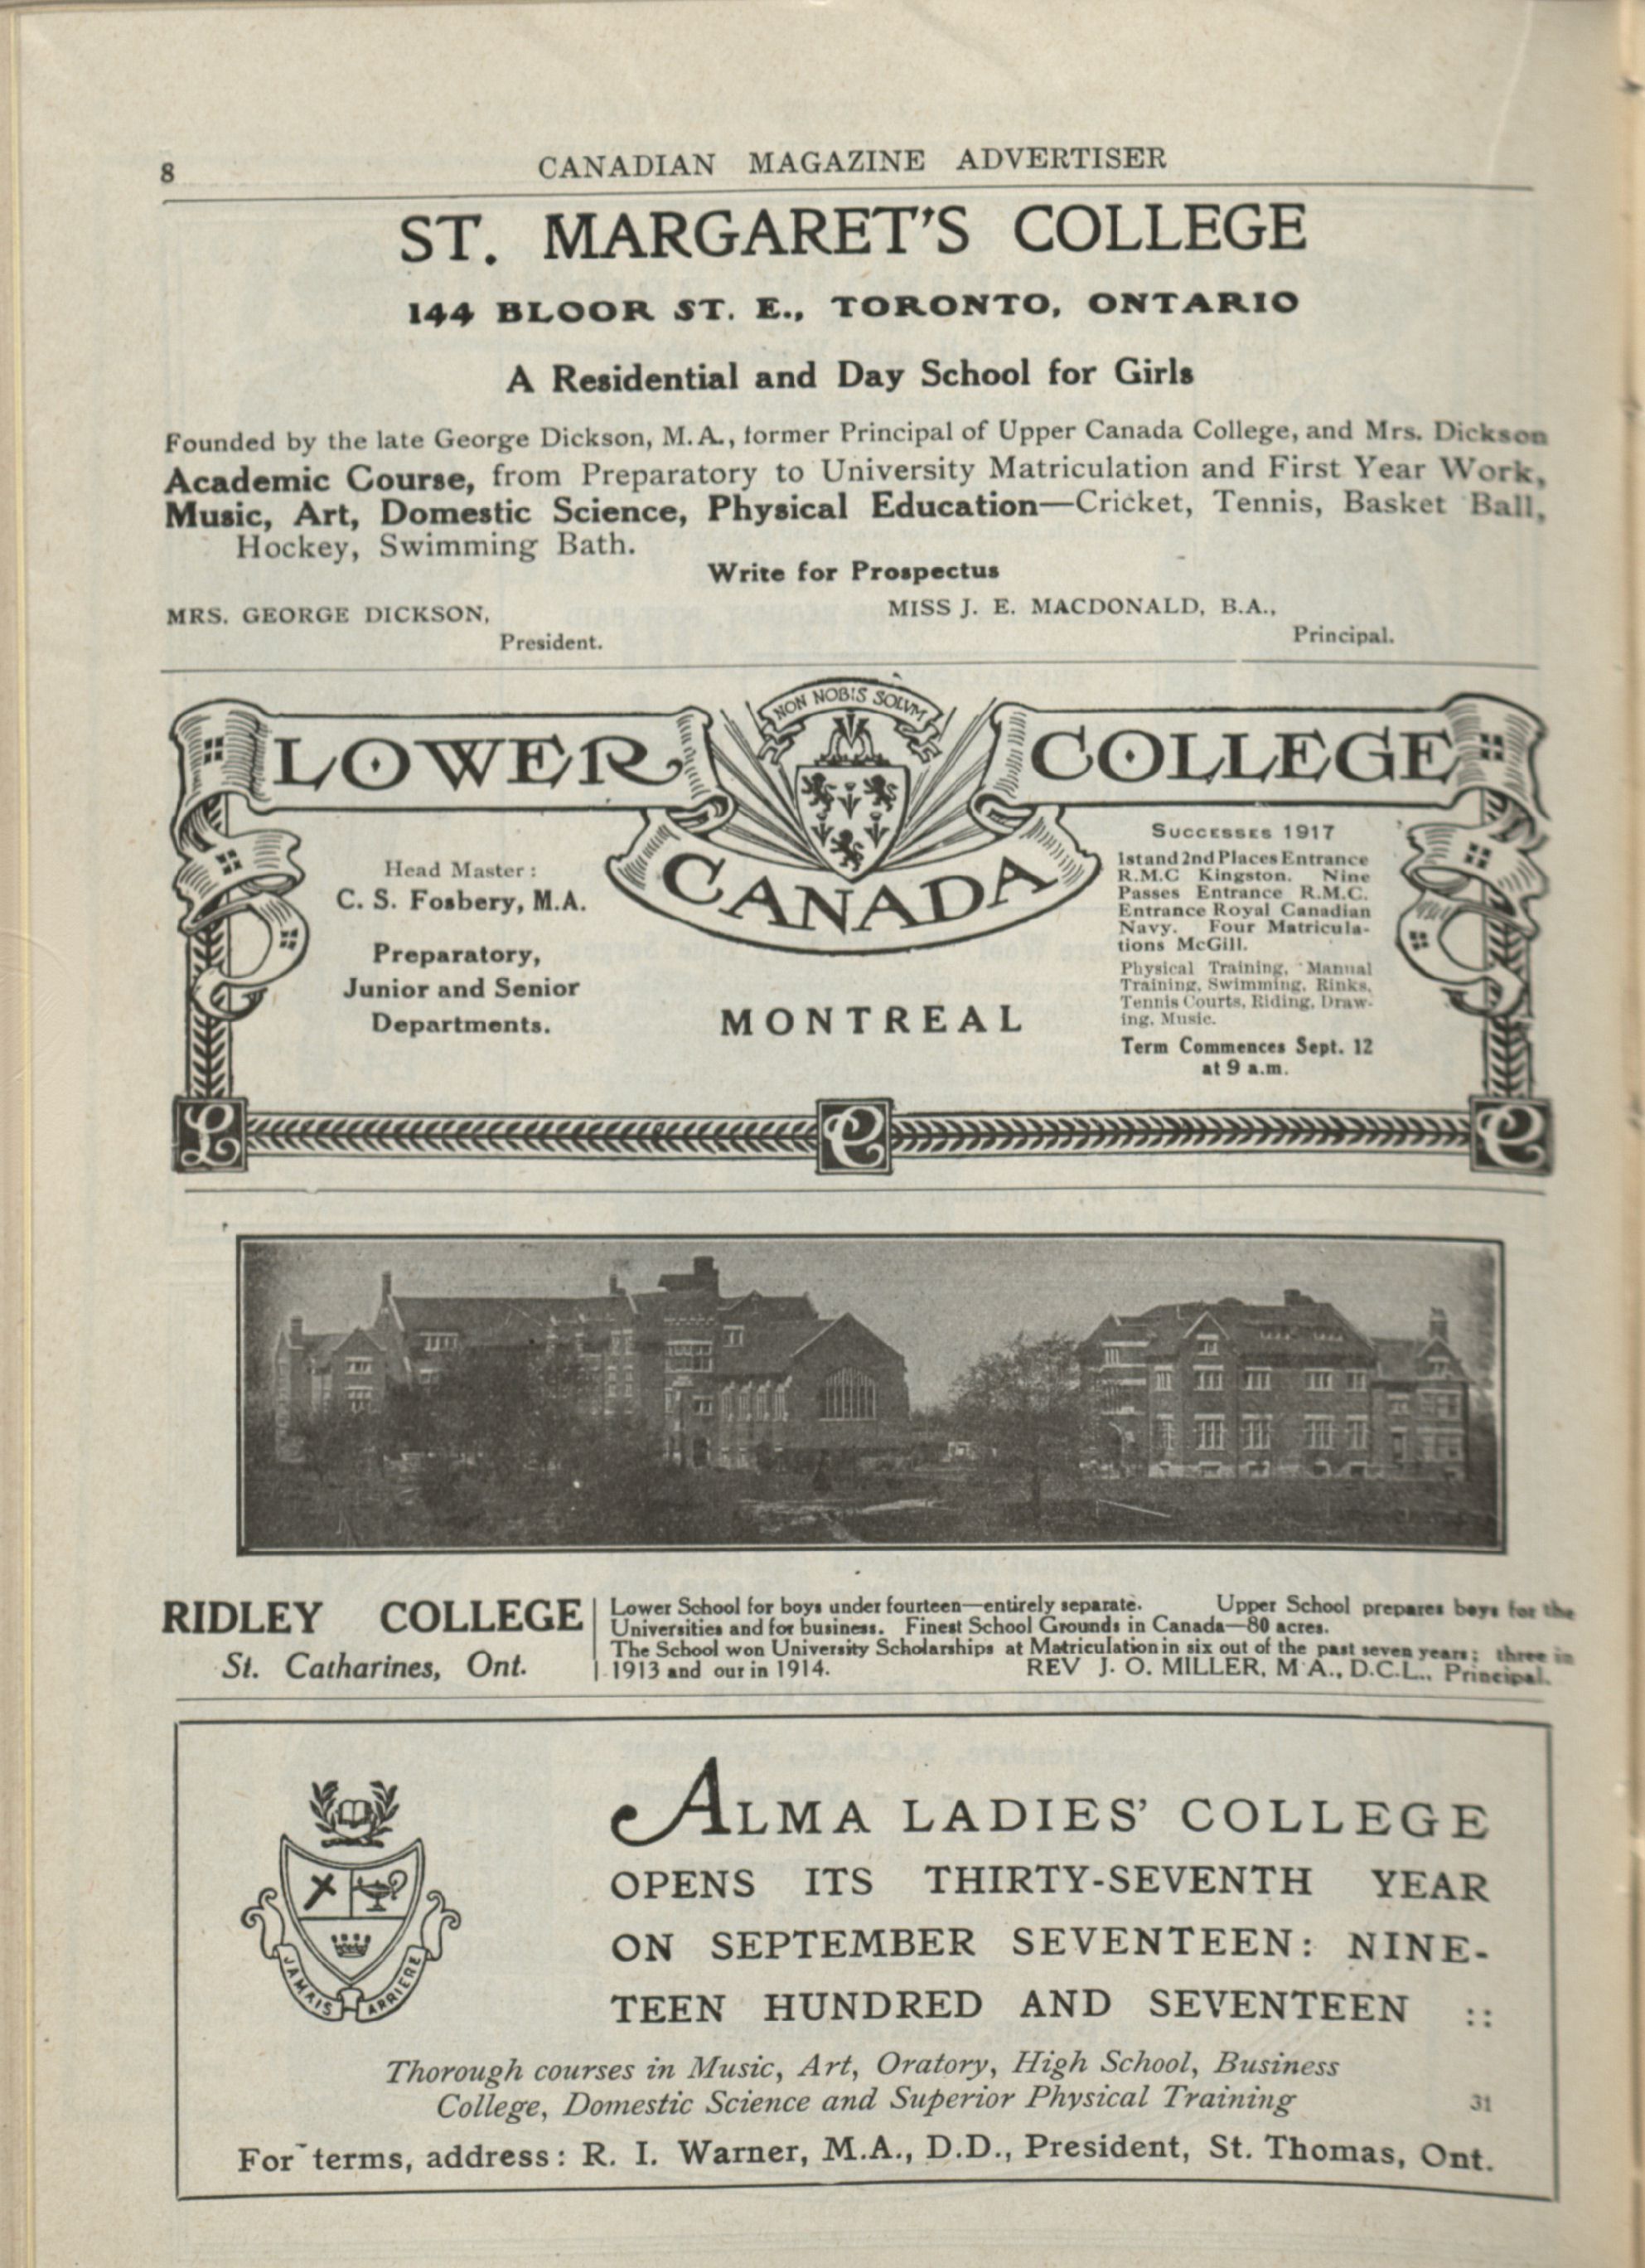 8
CANADIAN MAGAZINE ADVERTISER
ST. MARGARET'S COLLEGE
144 BLOOR ST. E., TORONTO, ONTARIO
A Residential and Day School for Girls
Founded by the late George Dickson, M.A., former Principal of Upper Canada College, and Mrs. Dickson
Academic Course, from Preparatory to University Matriculation and First Year Work,
Music, Art, Domestic Science, Physical Education—Cricket, Tennis, Basket Ball,
Hockey, Swimming Bath.
Write for Prospectus
MRS. GEORGE DICKSON,
President.
MISS J. E. MACDONALD, B.A.,
Principal.
NON NOBIS SOLVM
LOWER
CANADA
COLLEGE
Head Master:
C. S. Fosbery, M.A.
Preparatory,
Junior and Senior
Departments.
MONTREAL
SUCCESSES 1917
1st and 2nd Places Entrance
R.M.C Kingston. Nine
Passes Entrance R.M.C.
Entrance Royal Canadian
Navy. Four Matricula-
tions McGill.
Physical Training, Manual
Training, Swimming, Rinks,
Tennis Courts, Riding, Draw-
ing, Music.
Term Commences Sept. 12
at 9 a.m.
L C C
RIDLEY COLLEGE
St. Catharines, Ont.
Lower School for boys under fourteen—entirely separate. Upper School prepares boys for the
Universities and for business. Finest School Grounds in Canada—80 acres.
The School won University Scholarships at Matriculation in six out of the past seven years; three in
1913 and our in 1914. REV J. O. MILLER, M A., D.C.L., Principal.
ALMA LADIES' COLLEGE
OPENS ITS THIRTY-SEVENTH YEAR
ON SEPTEMBER SEVENTEEN: NINE-
TEEN HUNDRED AND SEVENTEEN ::
JAMAIS ARRIERE
Thorough courses in Music, Art, Oratory, High School, Business
College, Domestic Science and Superior Physical Training 31
For terms, address: R. I. Warner, M.A., D.D., President, St. Thomas, Ont.